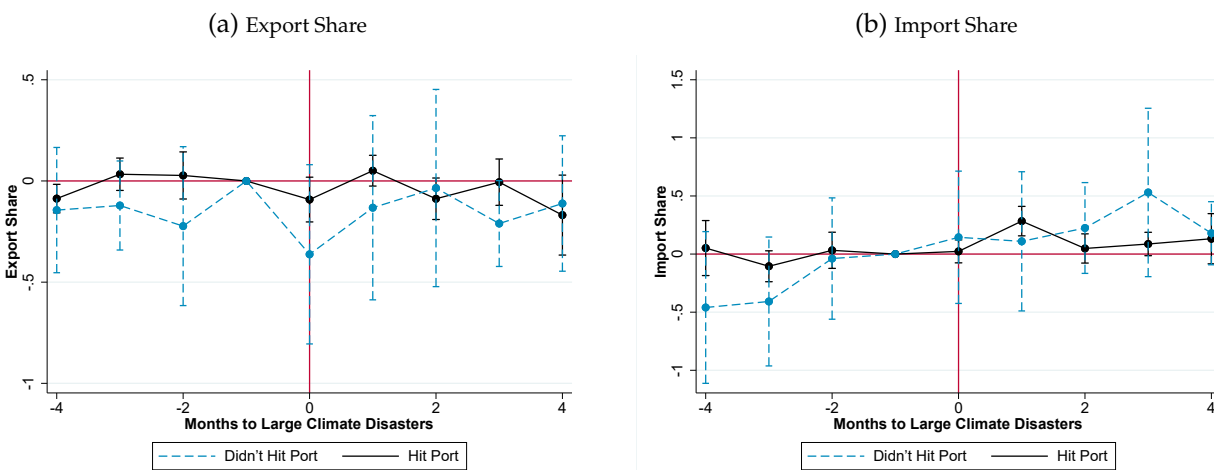 (a) Export Share
.5
0
-.5
-1
Export Share
-4
-2
0
2
4
Months to Large Climate Disasters
Didn't Hit Port
Hit Port
(b) Import Share
1.5
1
.5
0
-.5
-1
Import Share
-4
-2
0
2
4
Months to Large Climate Disasters
Didn't Hit Port
Hit Port